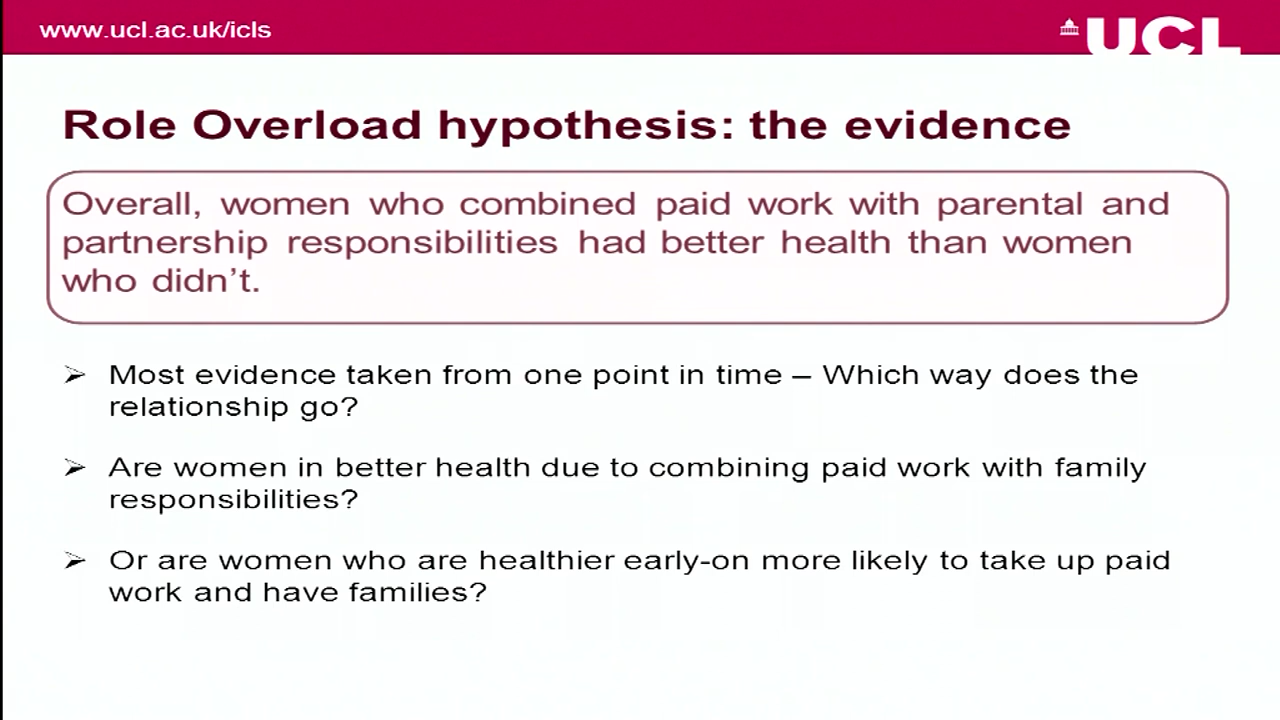 www.ucl.ac.uk/icls
UCL
Role Overload hypothesis: the evidence
Overall, women who combined paid work with parental and
partnership responsibilities had better health than women
who didn’t.
➢ Most evidence taken from one point in time – Which way does the
relationship go?
➢ Are women in better health due to combining paid work with family
responsibilities?
➢ Or are women who are healthier early-on more likely to take up paid
work and have families?